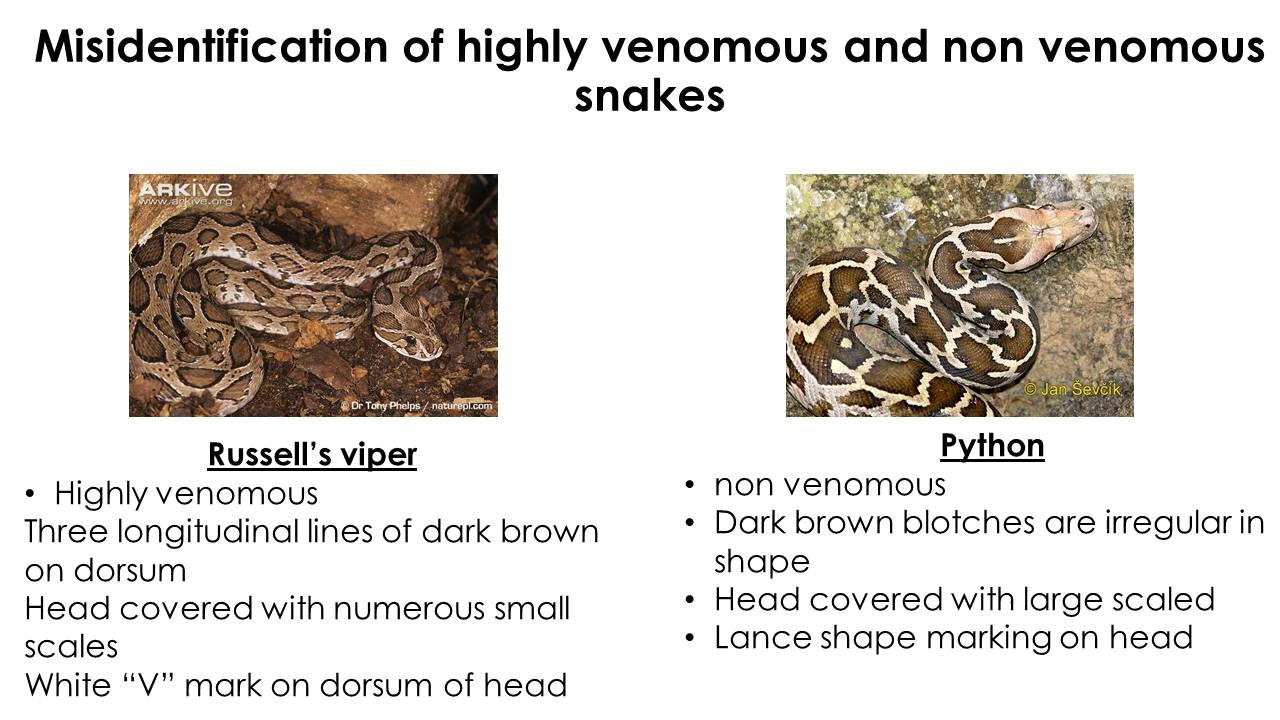 Misidentification of highly venomous and non venomous
snakes
ARKive
www.arkive.org
© Dr Tony Phelps / naturepl.com
© Jan Ševčík
Russell’s viper
• Highly venomous
Three longitudinal lines of dark brown
on dorsum
Head covered with numerous small
scales
White “V” mark on dorsum of head
Python
• non venomous
• Dark brown blotches are irregular in
shape
• Head covered with large scaled
• Lance shape marking on head